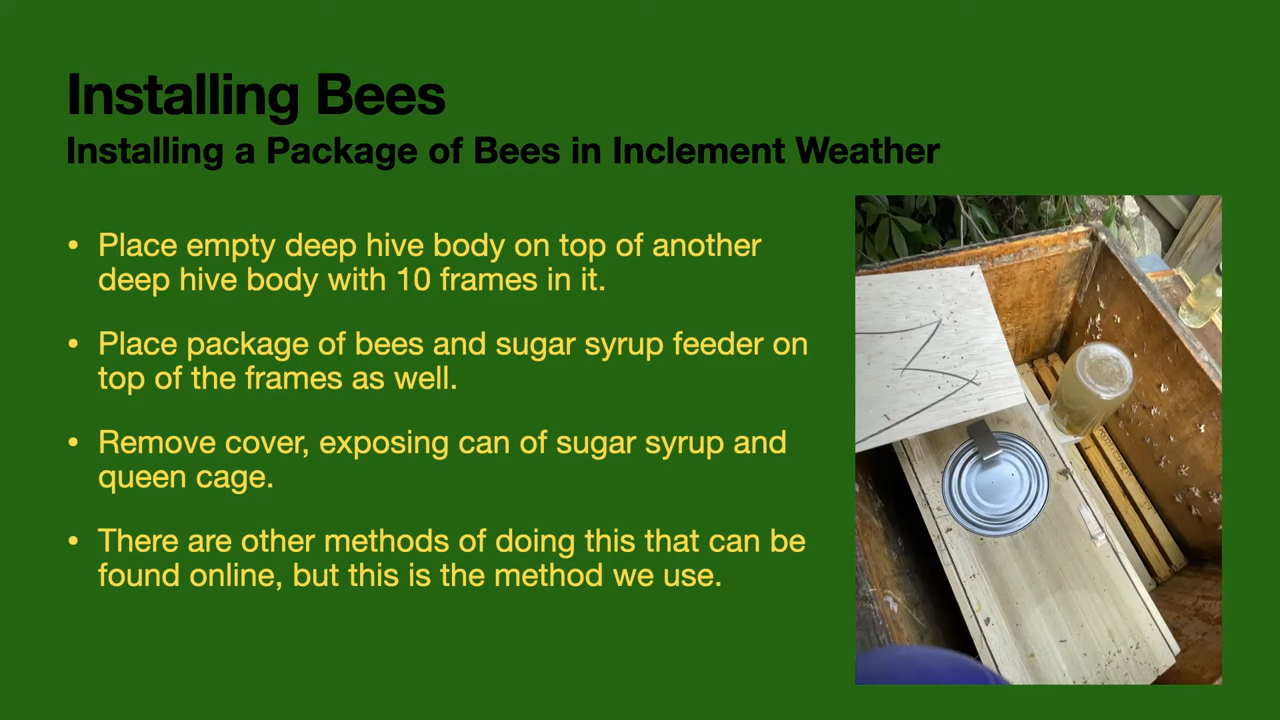 Installing Bees
Installing a Package of Bees in Inclement Weather
• Place empty deep hive body on top of another
deep hive body with 10 frames in it.
• Place package of bees and sugar syrup feeder on
top of the frames as well.
• Remove cover, exposing can of sugar syrup and
queen cage.
• There are other methods of doing this that can be
found online, but this is the method we use.